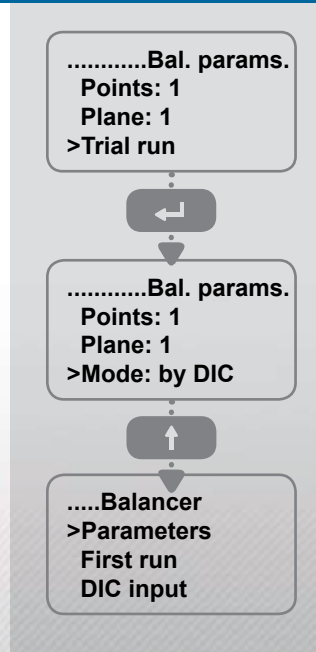 ............Bal. params.
Points: 1
Plane: 1
>Trial run
............Bal. params.
Points: 1
Plane: 1
>Mode: by DIC
.....Balancer
>Parameters
First run
DIC input